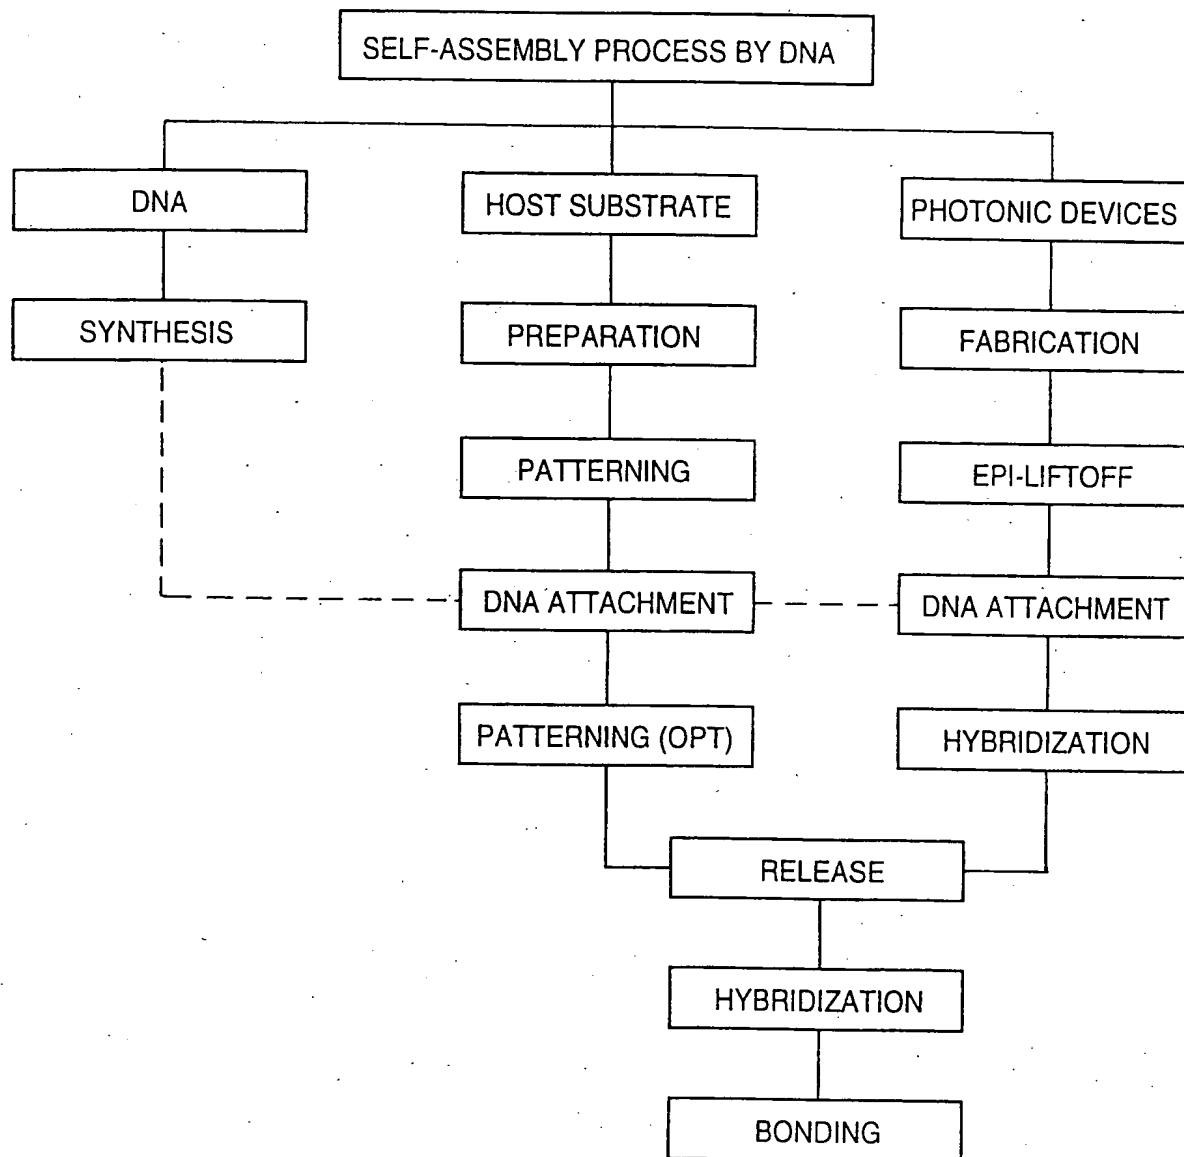 SELF-ASSEMBLY PROCESS BY DNA
DNA
HOST SUBSTRATE
PHOTONIC DEVICES
SYNTHESIS
PREPARATION
FABRICATION
PATTERNING
EPI-LIFTOFF
DNA ATTACHMENT
DNA ATTACHMENT
PATTERNING (OPT)
HYBRIDIZATION
RELEASE
HYBRIDIZATION
BONDING